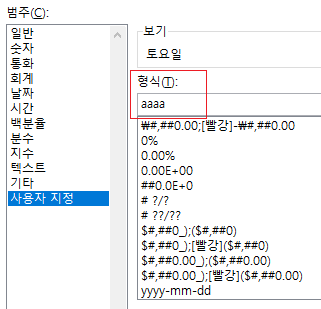 범주(C):
일반
숫자
통화
회계
날짜
시간
백분율
분수
지수
텍스트
기타
사용자 지정
보기
토요일
형식(T):
aaaa
₩#,##0.00;[빨강]-₩#,##0.00
0%
0.00%
0.00E+00
##0.0E+0
# ?/?
# ??/??
$#,##0_);($#,##0)
$#,##0_);[빨강]($#,##0)
$#,##0.00_);($#,##0.00)
$#,##0.00_);[빨강]($#,##0.00)
yyyy-mm-dd